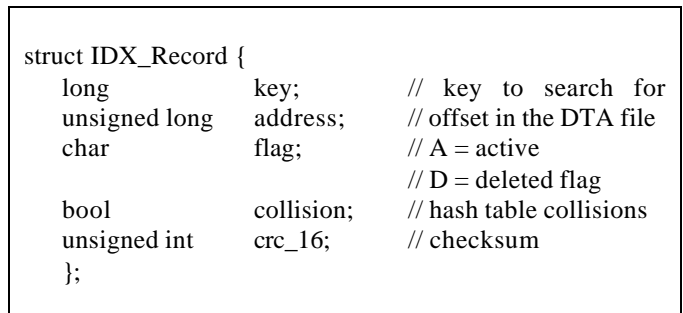 struct IDX_Record {
long key; // key to search for
unsigned long address; // offset in the DTA file
char flag; // A = active
// D = deleted flag
bool collision; // hash table collisions
unsigned int crc_16; // checksum
};